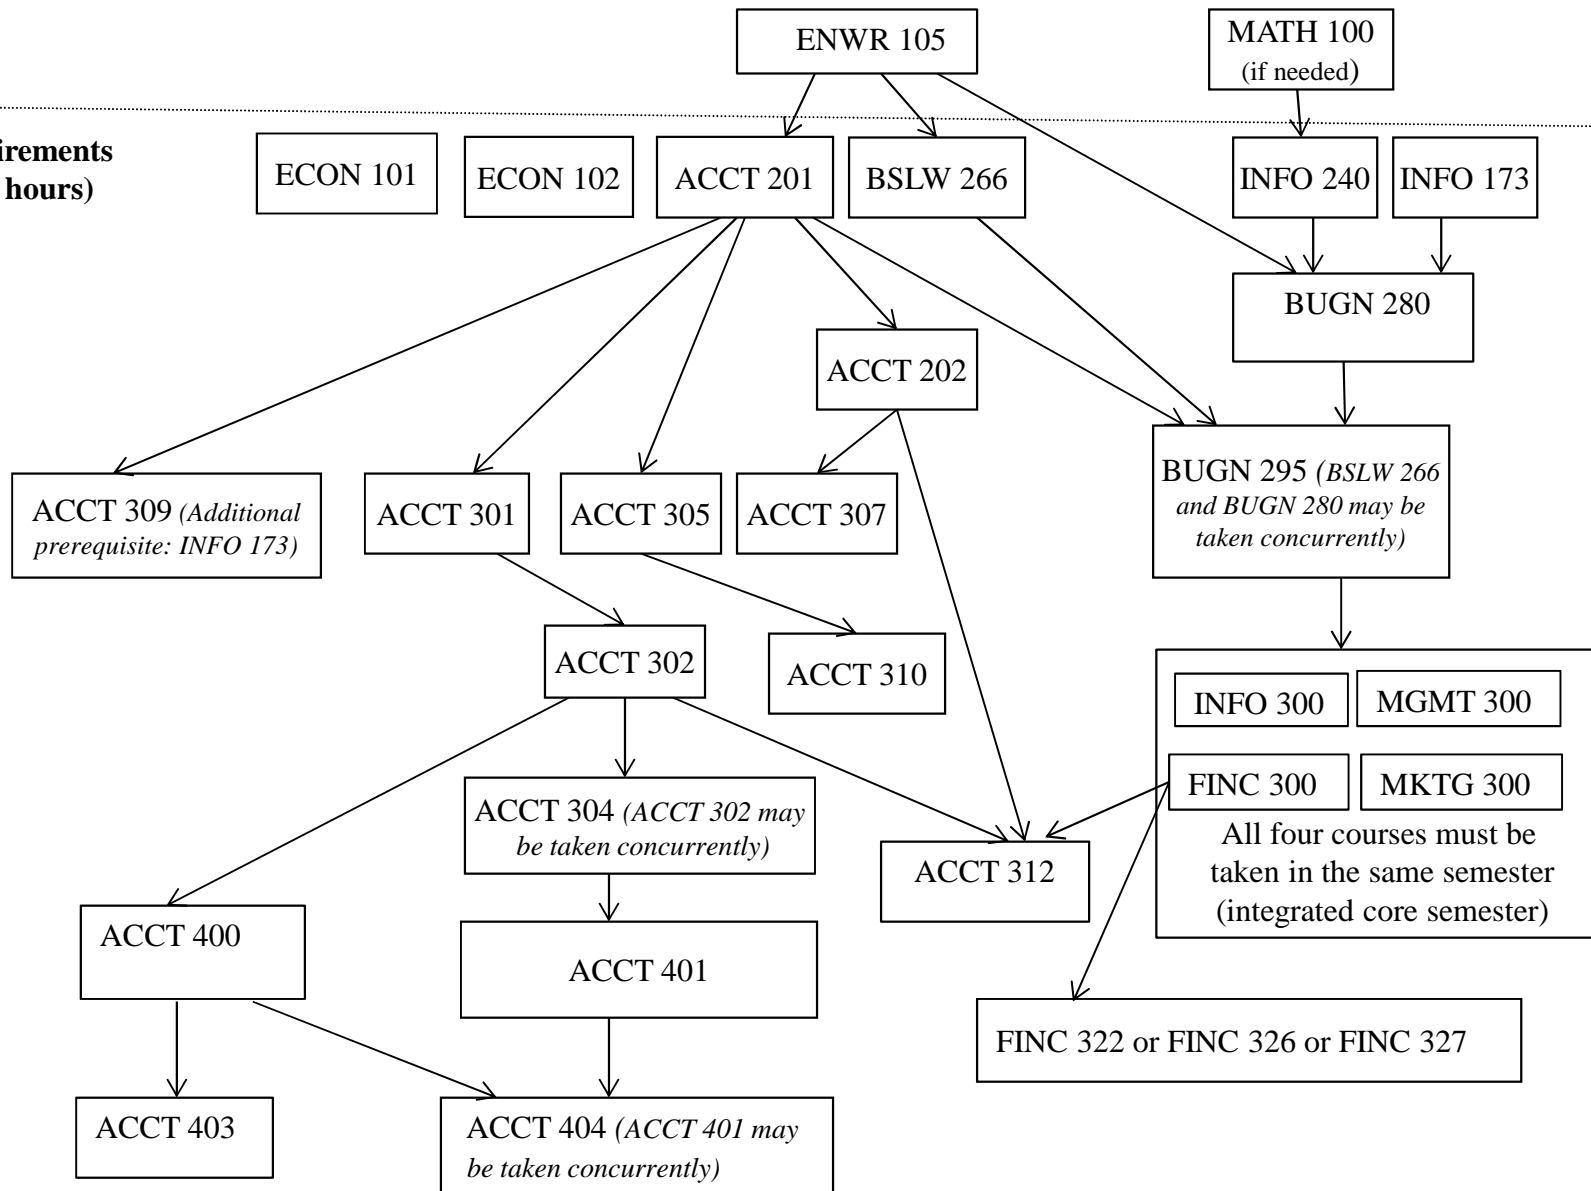 ENWR 105
MATH 100
(if needed)
hours)
ECON 101
ECON 102
ACCT 201
BSLW 266
INFO 240
INFO 173
BUGN 280
ACCT 202
ACCT 309 (Additional
prerequisite: INFO 173)
ACCT 301
ACCT 305
ACCT 307
BUGN 295 (BSLW 266
and BUGN 280 may be
taken concurrently)
ACCT 302
ACCT 310
INFO 300
MGMT 300
FINC 300
MKTG 300
All four courses must be
taken in the same semester
(integrated core semester)
ACCT 304 (ACCT 302 may
be taken concurrently)
ACCT 312
ACCT 400
ACCT 401
FINC 322 or FINC 326 or FINC 327
ACCT 403
ACCT 404 (ACCT 401 may
be taken concurrently)